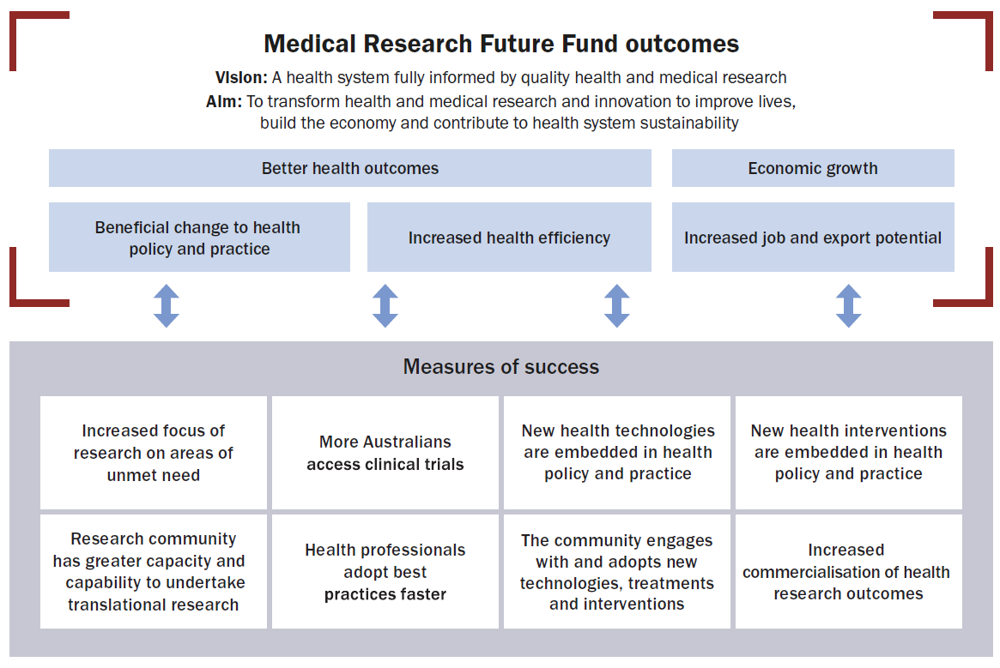 Medical Research Future Fund outcomes
Vision: A health system fully informed by quality health and medical research
Aim: To transform health and medical research and innovation to improve lives,
build the economy and contribute to health system sustainability
Better health outcomes
Economic growth
Beneficial change to health
policy and practice
Increased health efficiency
Increased job and export potential
Measures of success
Increased focus of
research on areas of
unmet need
More Australians
access clinical trials
New health technologies
are embedded in health
policy and practice
New health interventions
are embedded in health
policy and practice
Research community
has greater capacity and
capability to undertake
translational research
Health professionals
adopt best
practices faster
The community engages
with and adopts new
technologies, treatments
and interventions
Increased
commercialisation of health
research outcomes